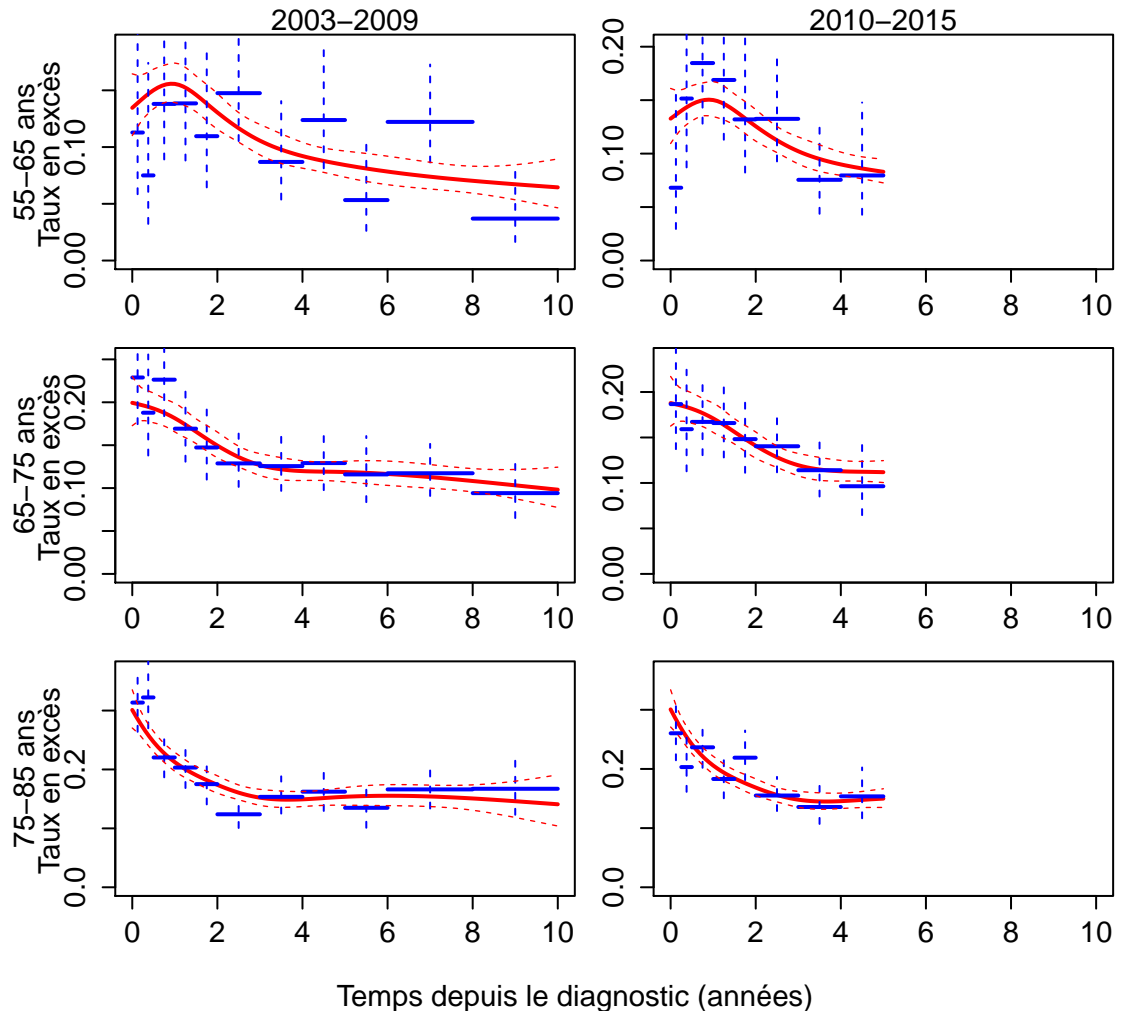 2003–2009
2010–2015
55–65 ans
Taux en excès
0.00 0.10
0.00 0.10 0.20
0 2 4 6 8 10
0 2 4 6 8 10
65–75 ans
Taux en excès
0.00 0.10 0.20
0.00 0.10 0.20
0 2 4 6 8 10
0 2 4 6 8 10
75–85 ans
Taux en excès
0.0 0.2
0.0 0.2
0 2 4 6 8 10
0 2 4 6 8 10
Temps depuis le diagnostic (années)